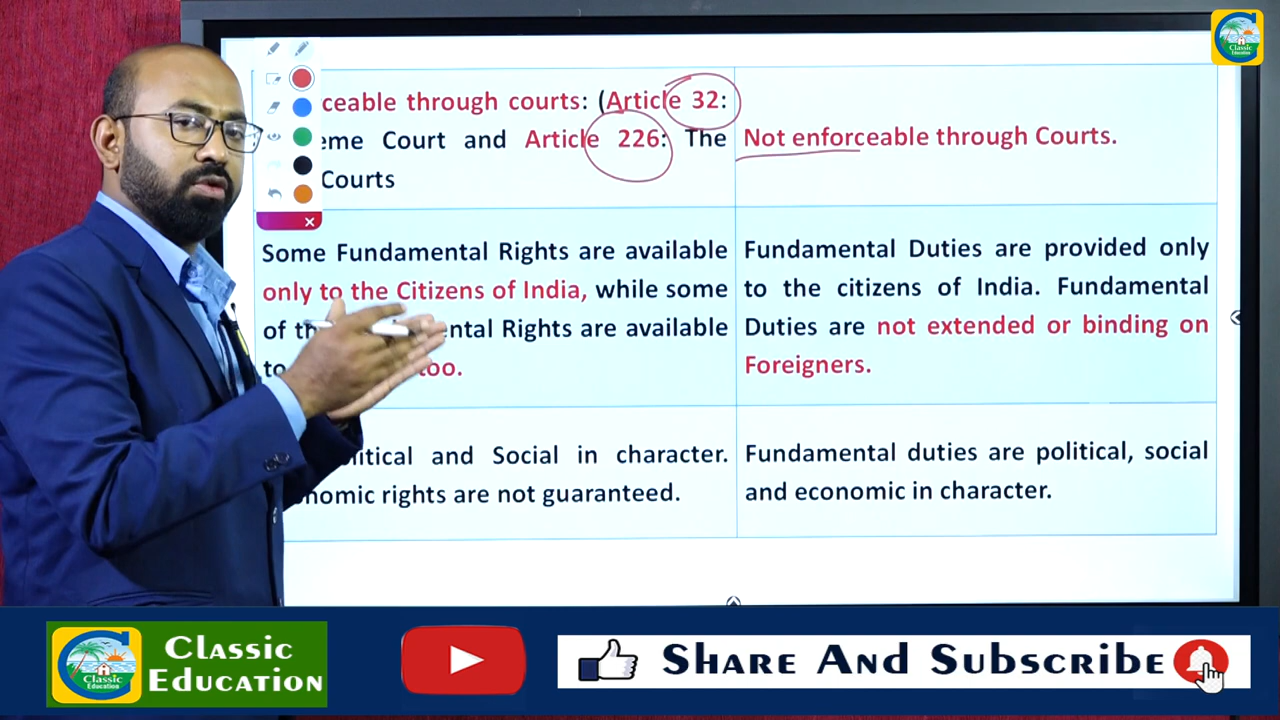 Classic
Education
ceable through courts: (Article 32:
eme Court and Article 226: The
Courts
Not enforceable through Courts.
Some Fundamental Rights are available
only to the Citizens of India, while some
of ental Rights are available
to too.
Fundamental Duties are provided only
to the citizens of India. Fundamental
Duties are not extended or binding on
Foreigners.
litical and Social in character.
nomic rights are not guaranteed.
Fundamental duties are political, social
and economic in character.
Classic
Education
Classic
Education
Share And Subscribe